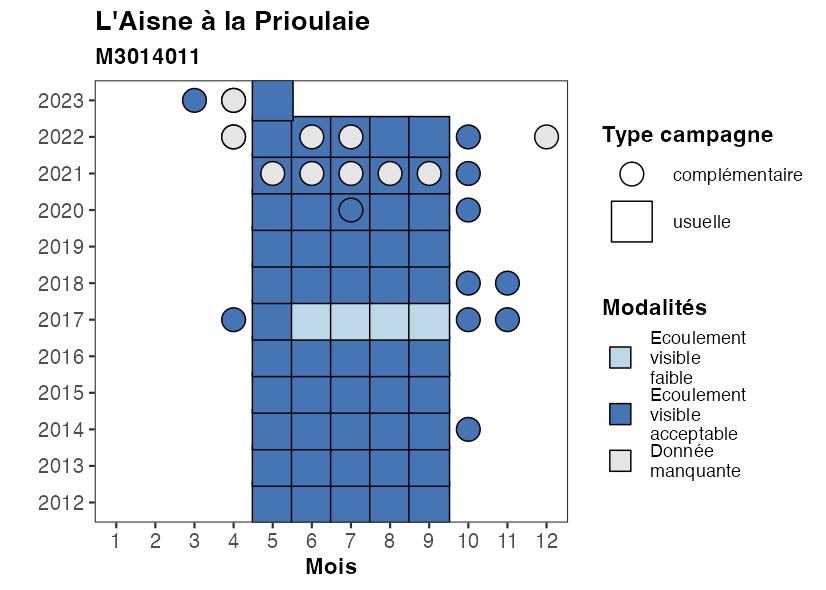 L'Aisne à la Prioulaie
M3014011
2023
2022
2021
2020
2019
2018
2017
2016
2015
2014
2013
2012
1 2 3 4 5 6 7 8 9 10 11 12
Mois
Type campagne
complémentaire
usuelle
Modalités
Ecoulement
visible
faible
Ecoulement
visible
acceptable
Donnée
manquante